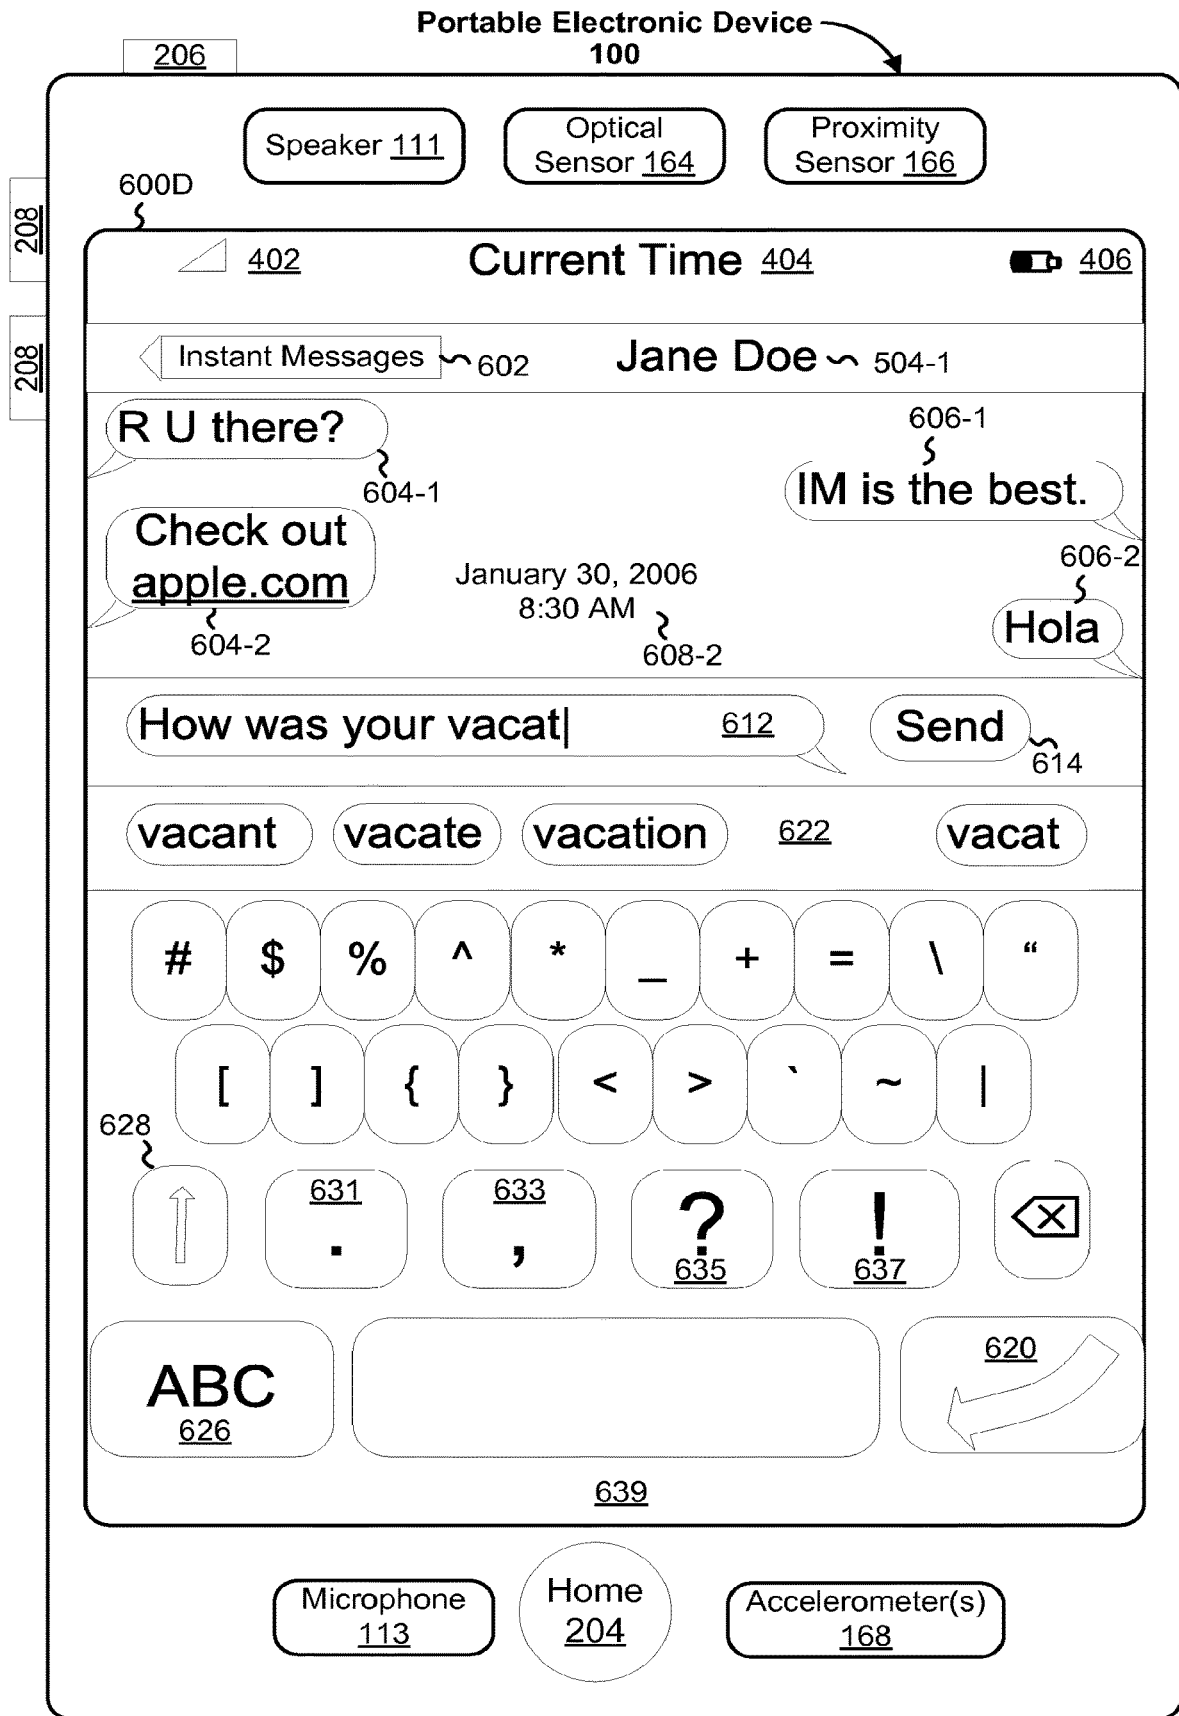 Portable Electronic Device
100
206
Speaker 111
Optical
Sensor 164
Proximity
Sensor 166
600D
208
208
402
Current Time 404
406
Instant Messages
602
Jane Doe
504-1
R U there?
604-1
606-1
IM is the best.
Check out
apple.com
604-2
January 30, 2006
8:30 AM
608-2
606-2
Hola
How was your vacat|
612
Send
614
vacant
vacate
vacation
622
vacat
# $ % ^ * _ + = \ “
[ ] { } < > ` ~ |
628
631
.
633
,
?
635
!
637
ABC
626
620
639
Microphone
113
Home
204
Accelerometer(s)
168